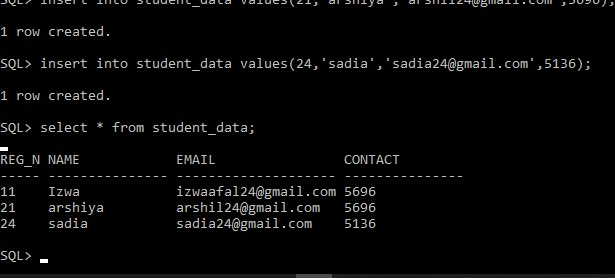 SQL> insert into student_data values(21,'arshiya','arshil24@gmail.com',5696);
1 row created.
SQL> insert into student_data values(24,'sadia','sadia24@gmail.com',5136);
1 row created.
SQL> select * from student_data;
REG_N NAME EMAIL CONTACT
----- --------------- -------------------- ---------------
11 Izwa izwaafal24@gmail.com 5696
21 arshiya arshil24@gmail.com 5696
24 sadia sadia24@gmail.com 5136
SQL>